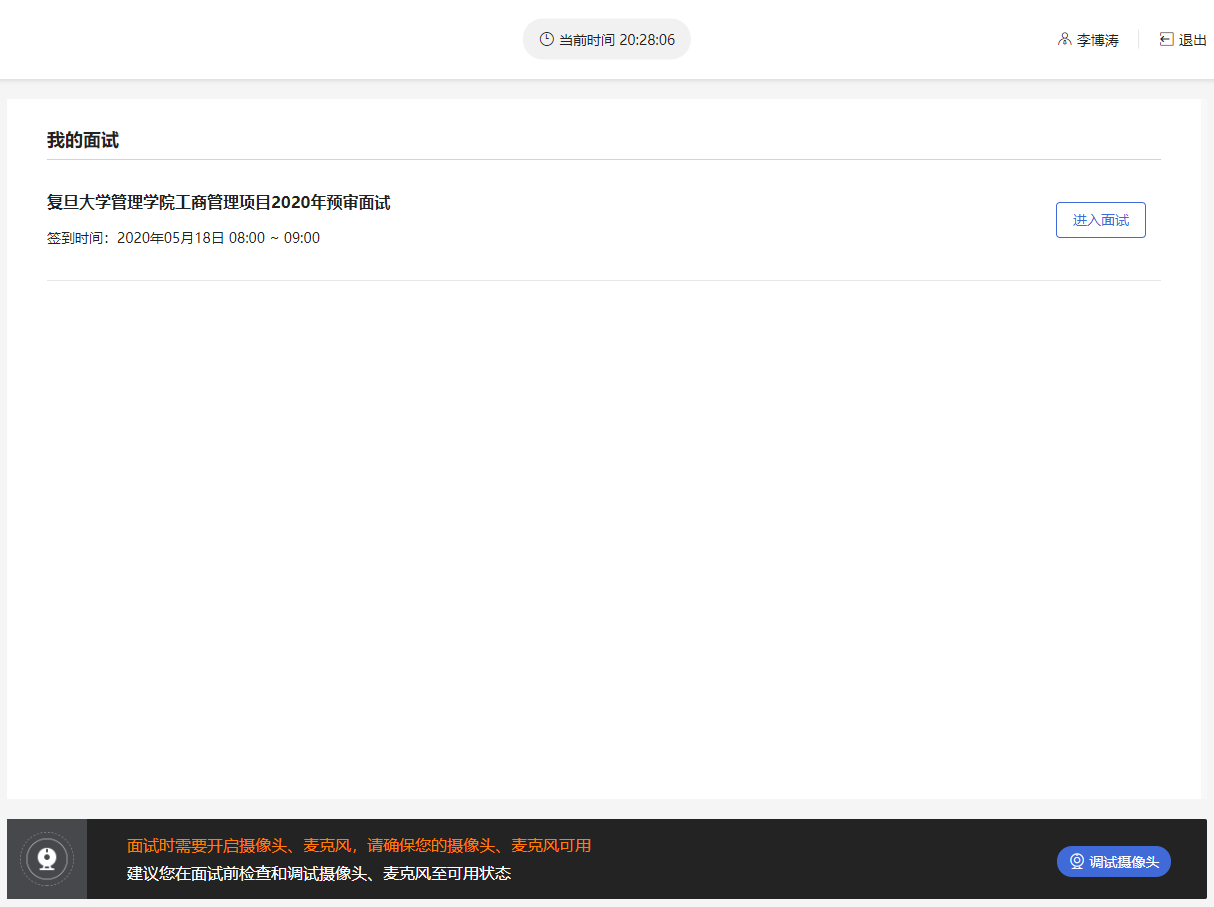 当前时间 20:28:06
李博涛
退出
我的面试
复旦大学管理学院工商管理项目2020年预审面试
签到时间：2020年05月18日 08:00 ~ 09:00
进入面试
面试时需要开启摄像头、麦克风，请确保您的摄像头、麦克风可用
建议您在面试前检查和调试摄像头、麦克风至可用状态
调试摄像头